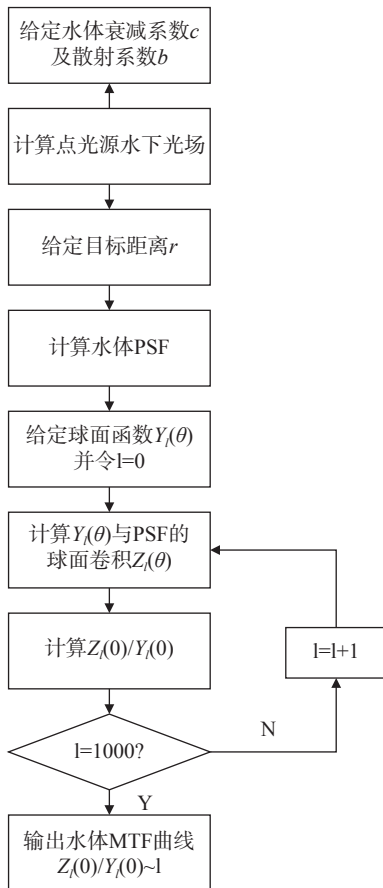 给定水体衰减系数c
及散射系数b
计算点光源水下光场
给定目标距离r
计算水体PSF
给定球面函数Yₗ(θ)
并令l=0
计算Yₗ(θ)与PSF的
球面卷积Zₗ(θ)
计算Zₗ(0)/Yₗ(0)
l=l+1
l=1000?
N
Y
输出水体MTF曲线
Zₗ(0)/Yₗ(0)~l